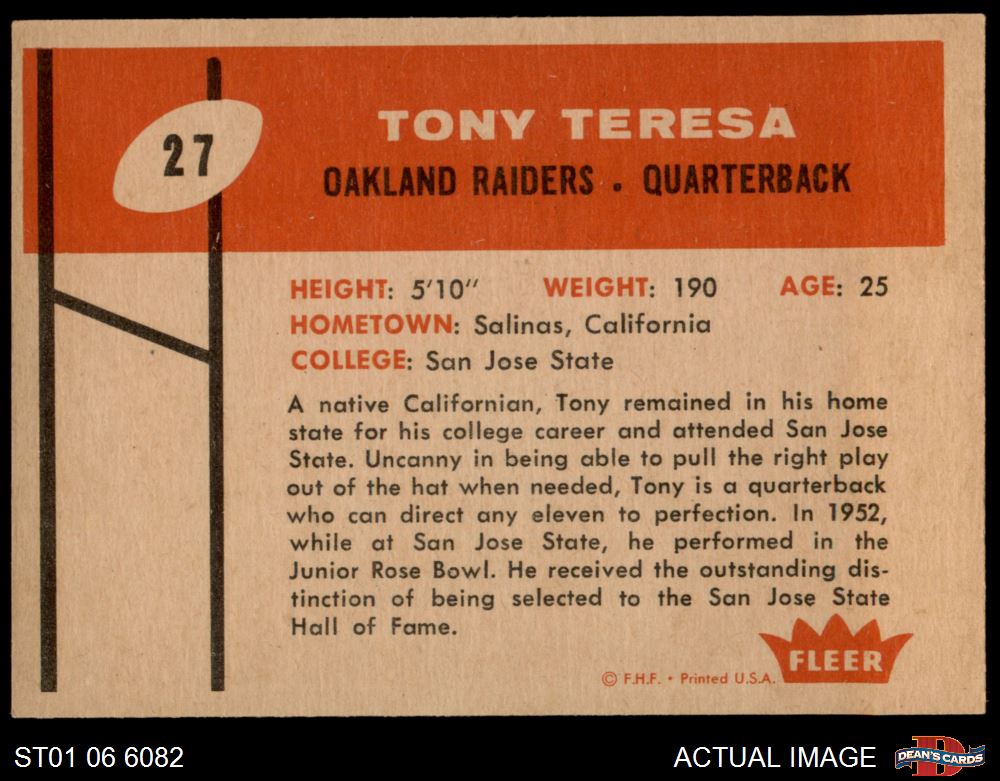 27
TONY TERESA
OAKLAND RAIDERS . QUARTERBACK
HEIGHT: 5'10" WEIGHT: 190 AGE: 25
HOMETOWN: Salinas, California
COLLEGE: San Jose State
A native Californian, Tony remained in his home
state for his college career and attended San Jose
State. Uncanny in being able to pull the right play
out of the hat when needed, Tony is a quarterback
who can direct any eleven to perfection. In 1952,
while at San Jose State, he performed in the
Junior Rose Bowl. He received the outstanding dis-
tinction of being selected to the San Jose State
Hall of Fame.
FLEER
© F.H.F. • Printed U.S.A.
ST01 06 6082
ACTUAL IMAGE
D
DEAN'S CARDS